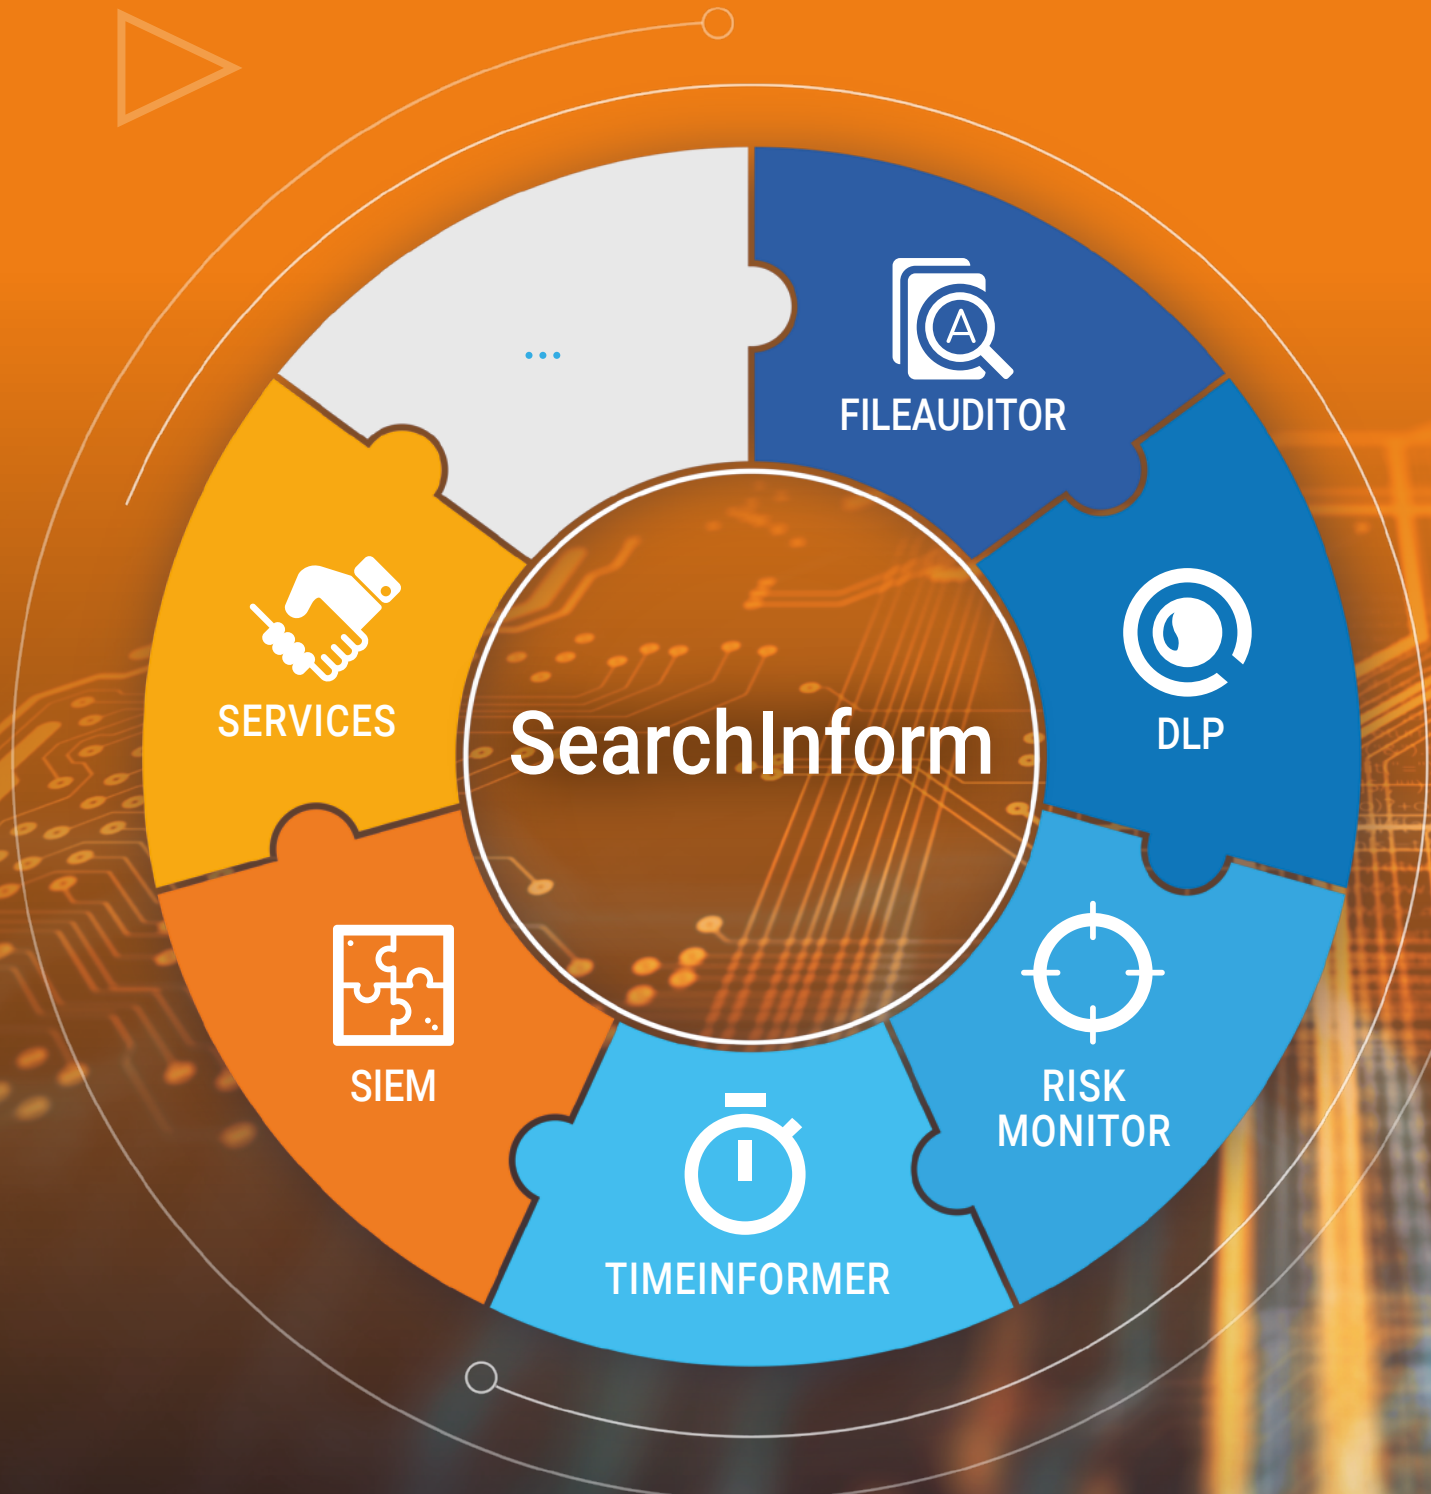 ...
FILEAUDITOR
DLP
SERVICES
SearchInform
SIEM
RISK
MONITOR
TIMEINFORMER